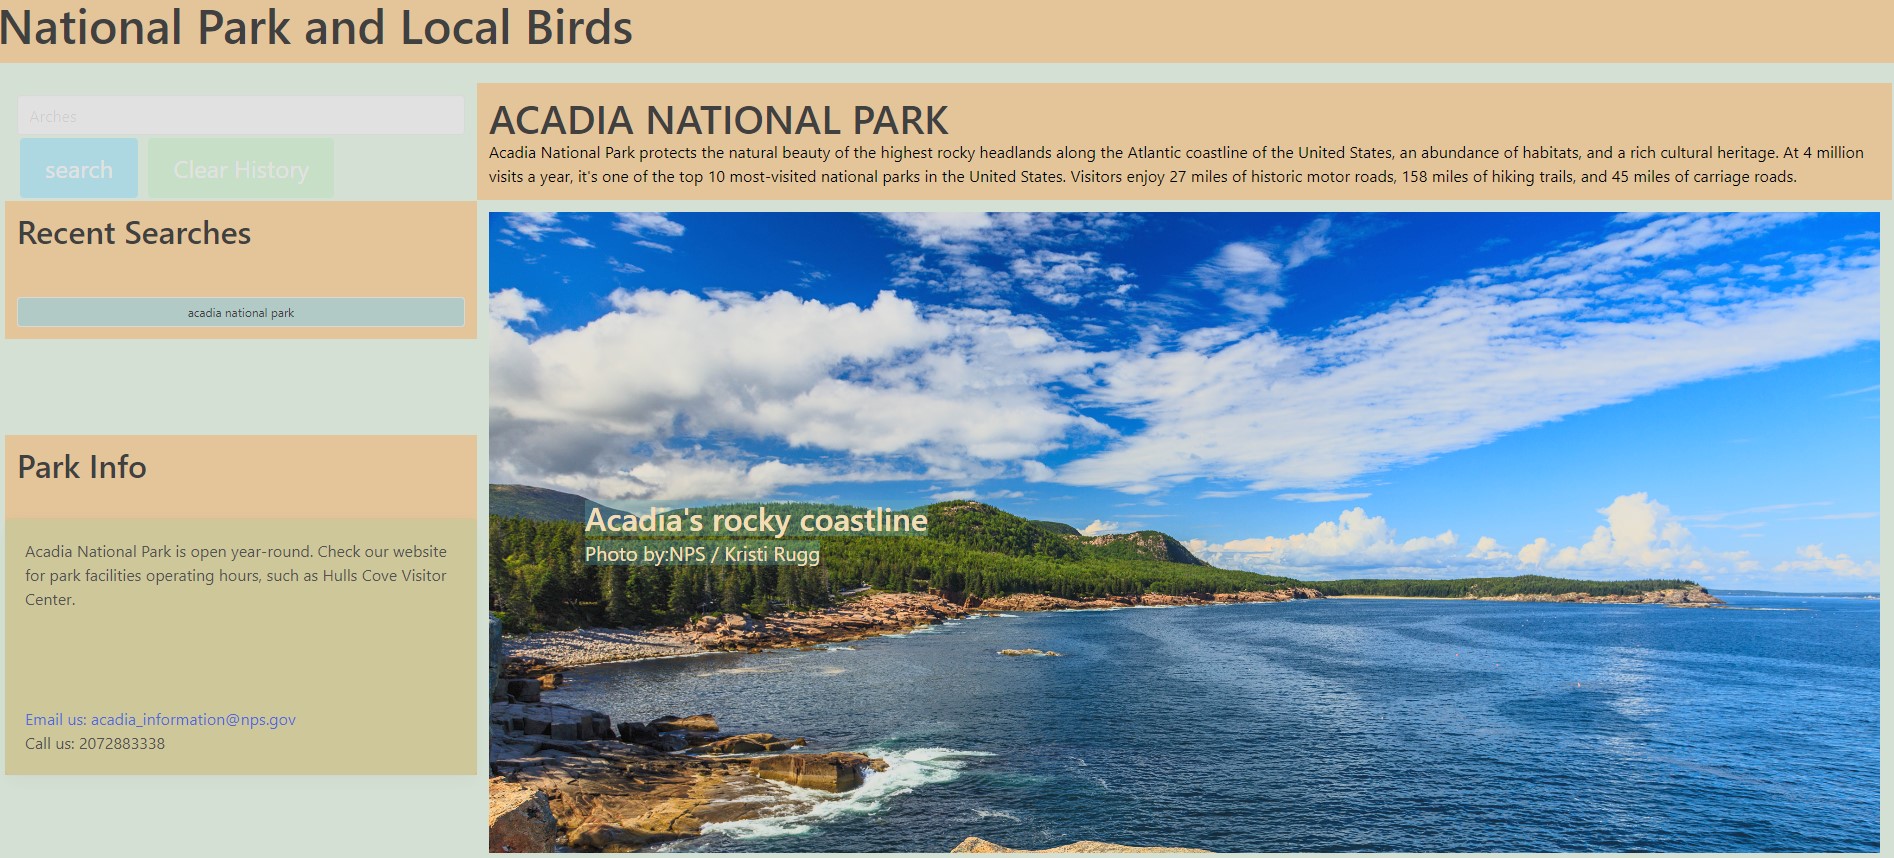 National Park and Local Birds
Arches
search
Clear History
Recent Searches
acadia national park
Park Info
Acadia National Park is open year-round. Check our website
for park facilities operating hours, such as Hulls Cove Visitor
Center.
Email us: acadia_information@nps.gov
Call us: 2072883338
ACADIA NATIONAL PARK
Acadia National Park protects the natural beauty of the highest rocky headlands along the Atlantic coastline of the United States, an abundance of habitats, and a rich cultural heritage. At 4 million
visits a year, it's one of the top 10 most-visited national parks in the United States. Visitors enjoy 27 miles of historic motor roads, 158 miles of hiking trails, and 45 miles of carriage roads.
Acadia's rocky coastline
Photo by:NPS / Kristi Rugg